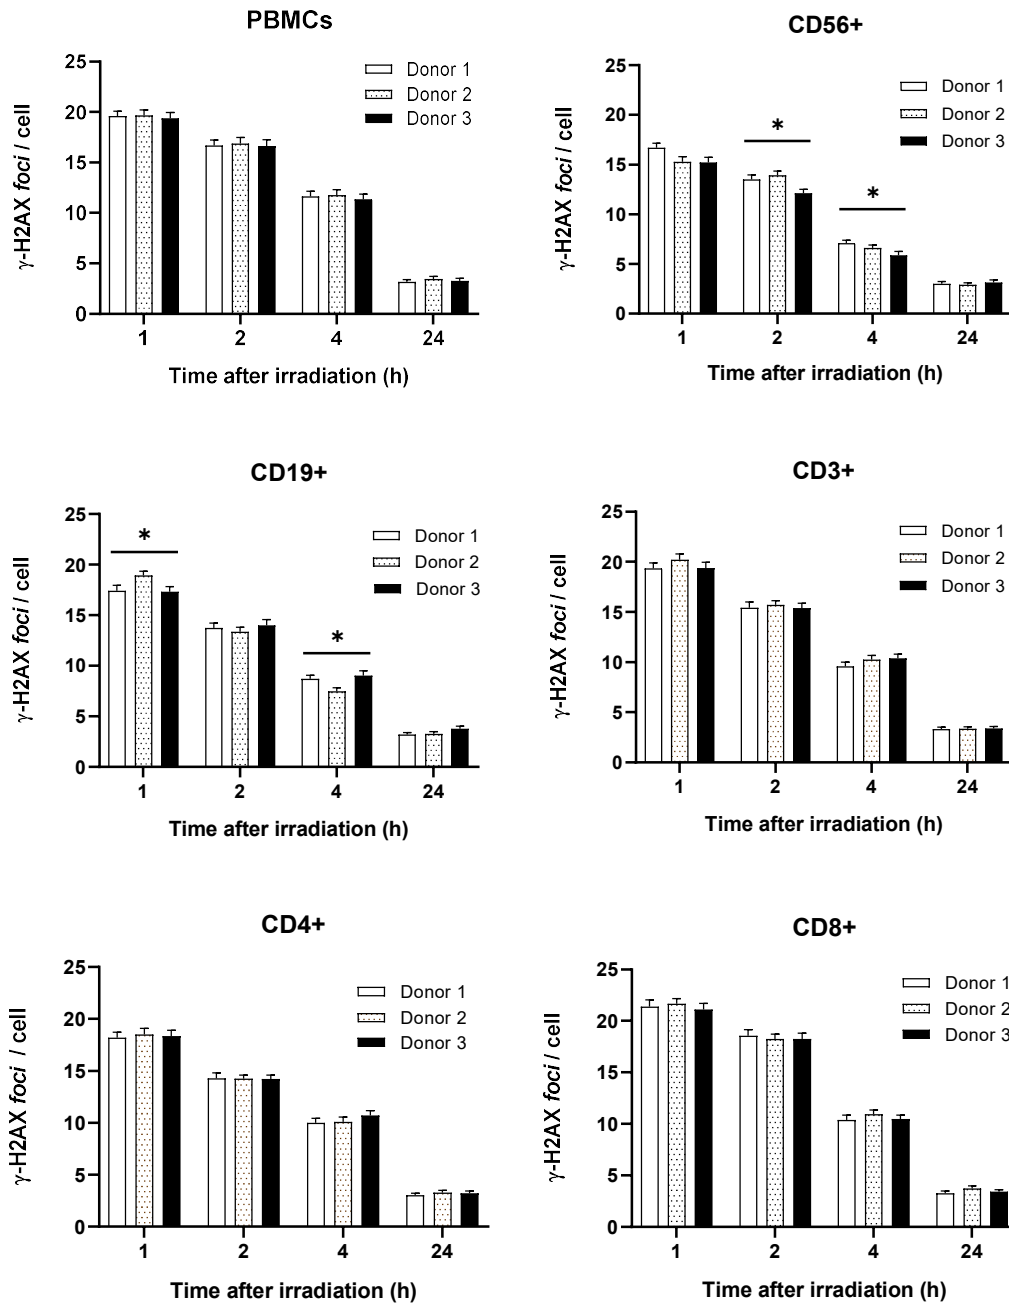 PBMCs
γ-H2AX foci / cell
25
20
15
10
5
0
Donor 1
Donor 2
Donor 3
1 2 4 24
Time after irradiation (h)
CD56+
γ-H2AX foci / cell
25
20
15
10
5
0
Donor 1
Donor 2
Donor 3
*
*
1 2 4 24
Time after irradiation (h)
CD19+
γ-H2AX foci / cell
25
20
15
10
5
0
Donor 1
Donor 2
Donor 3
*
*
1 2 4 24
Time after irradiation (h)
CD3+
γ-H2AX foci / cell
25
20
15
10
5
0
Donor 1
Donor 2
Donor 3
1 2 4 24
Time after irradiation (h)
CD4+
γ-H2AX foci / cell
25
20
15
10
5
0
Donor 1
Donor 2
Donor 3
1 2 4 24
Time after irradiation (h)
CD8+
γ-H2AX foci / cell
25
20
15
10
5
0
Donor 1
Donor 2
Donor 3
1 2 4 24
Time after irradiation (h)